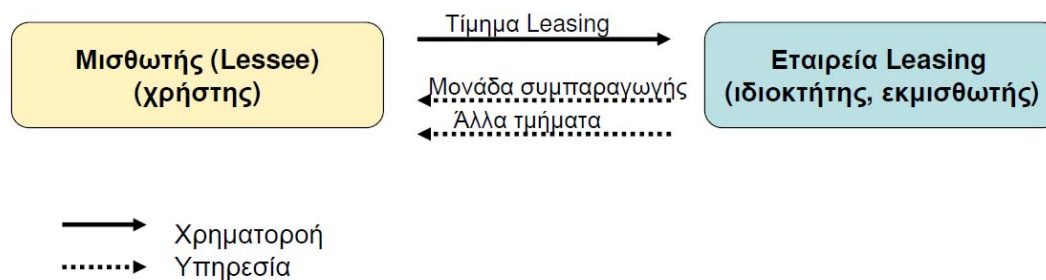 Τίμημα Leasing
Μισθωτής (Lessee)
(χρήστης)
Εταιρεία Leasing
(ιδιοκτήτης, εκμισθωτής)
Μονάδα συμπαραγωγής
Άλλα τμήματα
Χρηματοροή
Υπηρεσία